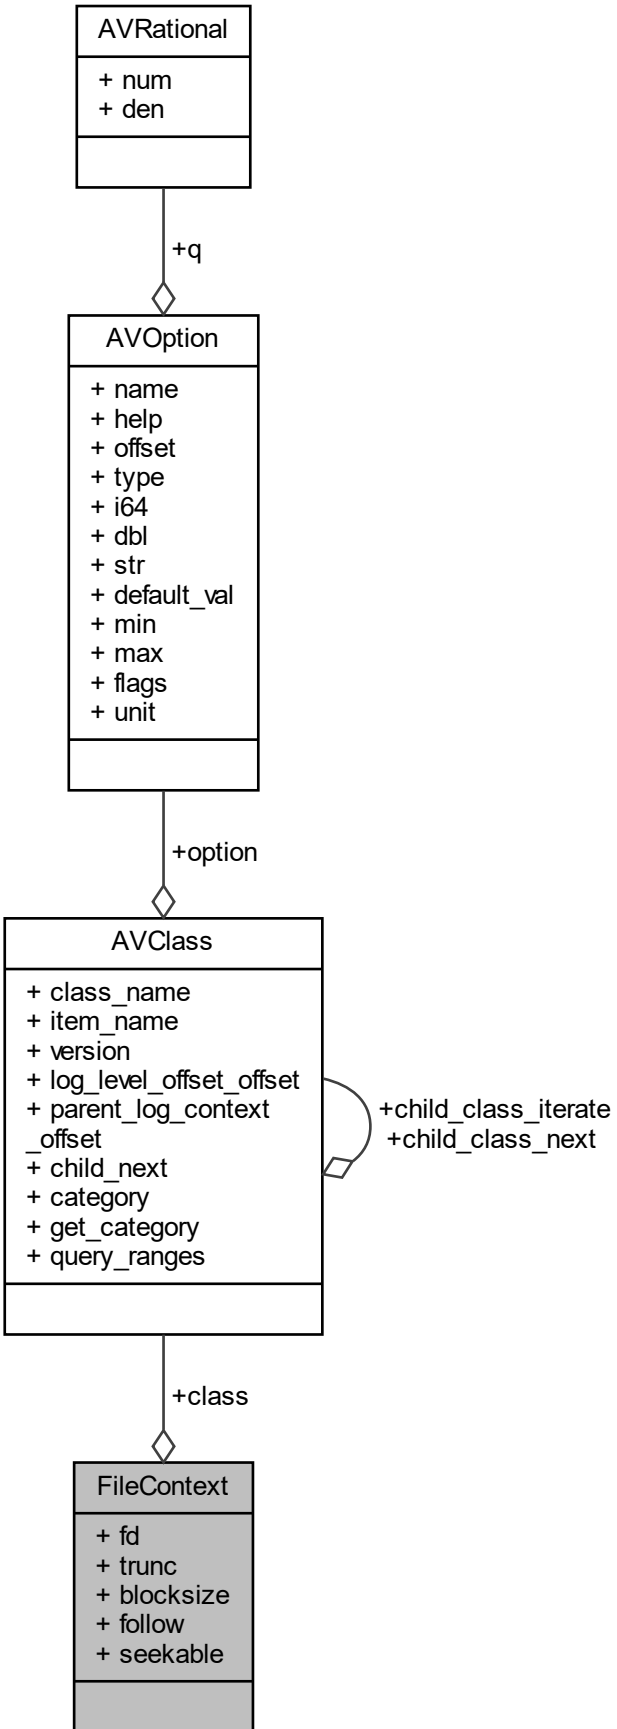 AVRational
+ num
+ den
+q
AVOption
+ name
+ help
+ offset
+ type
+ i64
+ dbl
+ str
+ default_val
+ min
+ max
+ flags
+ unit
+option
AVClass
+ class_name
+ item_name
+ version
+ log_level_offset_offset
+ parent_log_context
_offset
+ child_next
+ category
+ get_category
+ query_ranges
+child_class_iterate
+child_class_next
+class
FileContext
+ fd
+ trunc
+ blocksize
+ follow
+ seekable